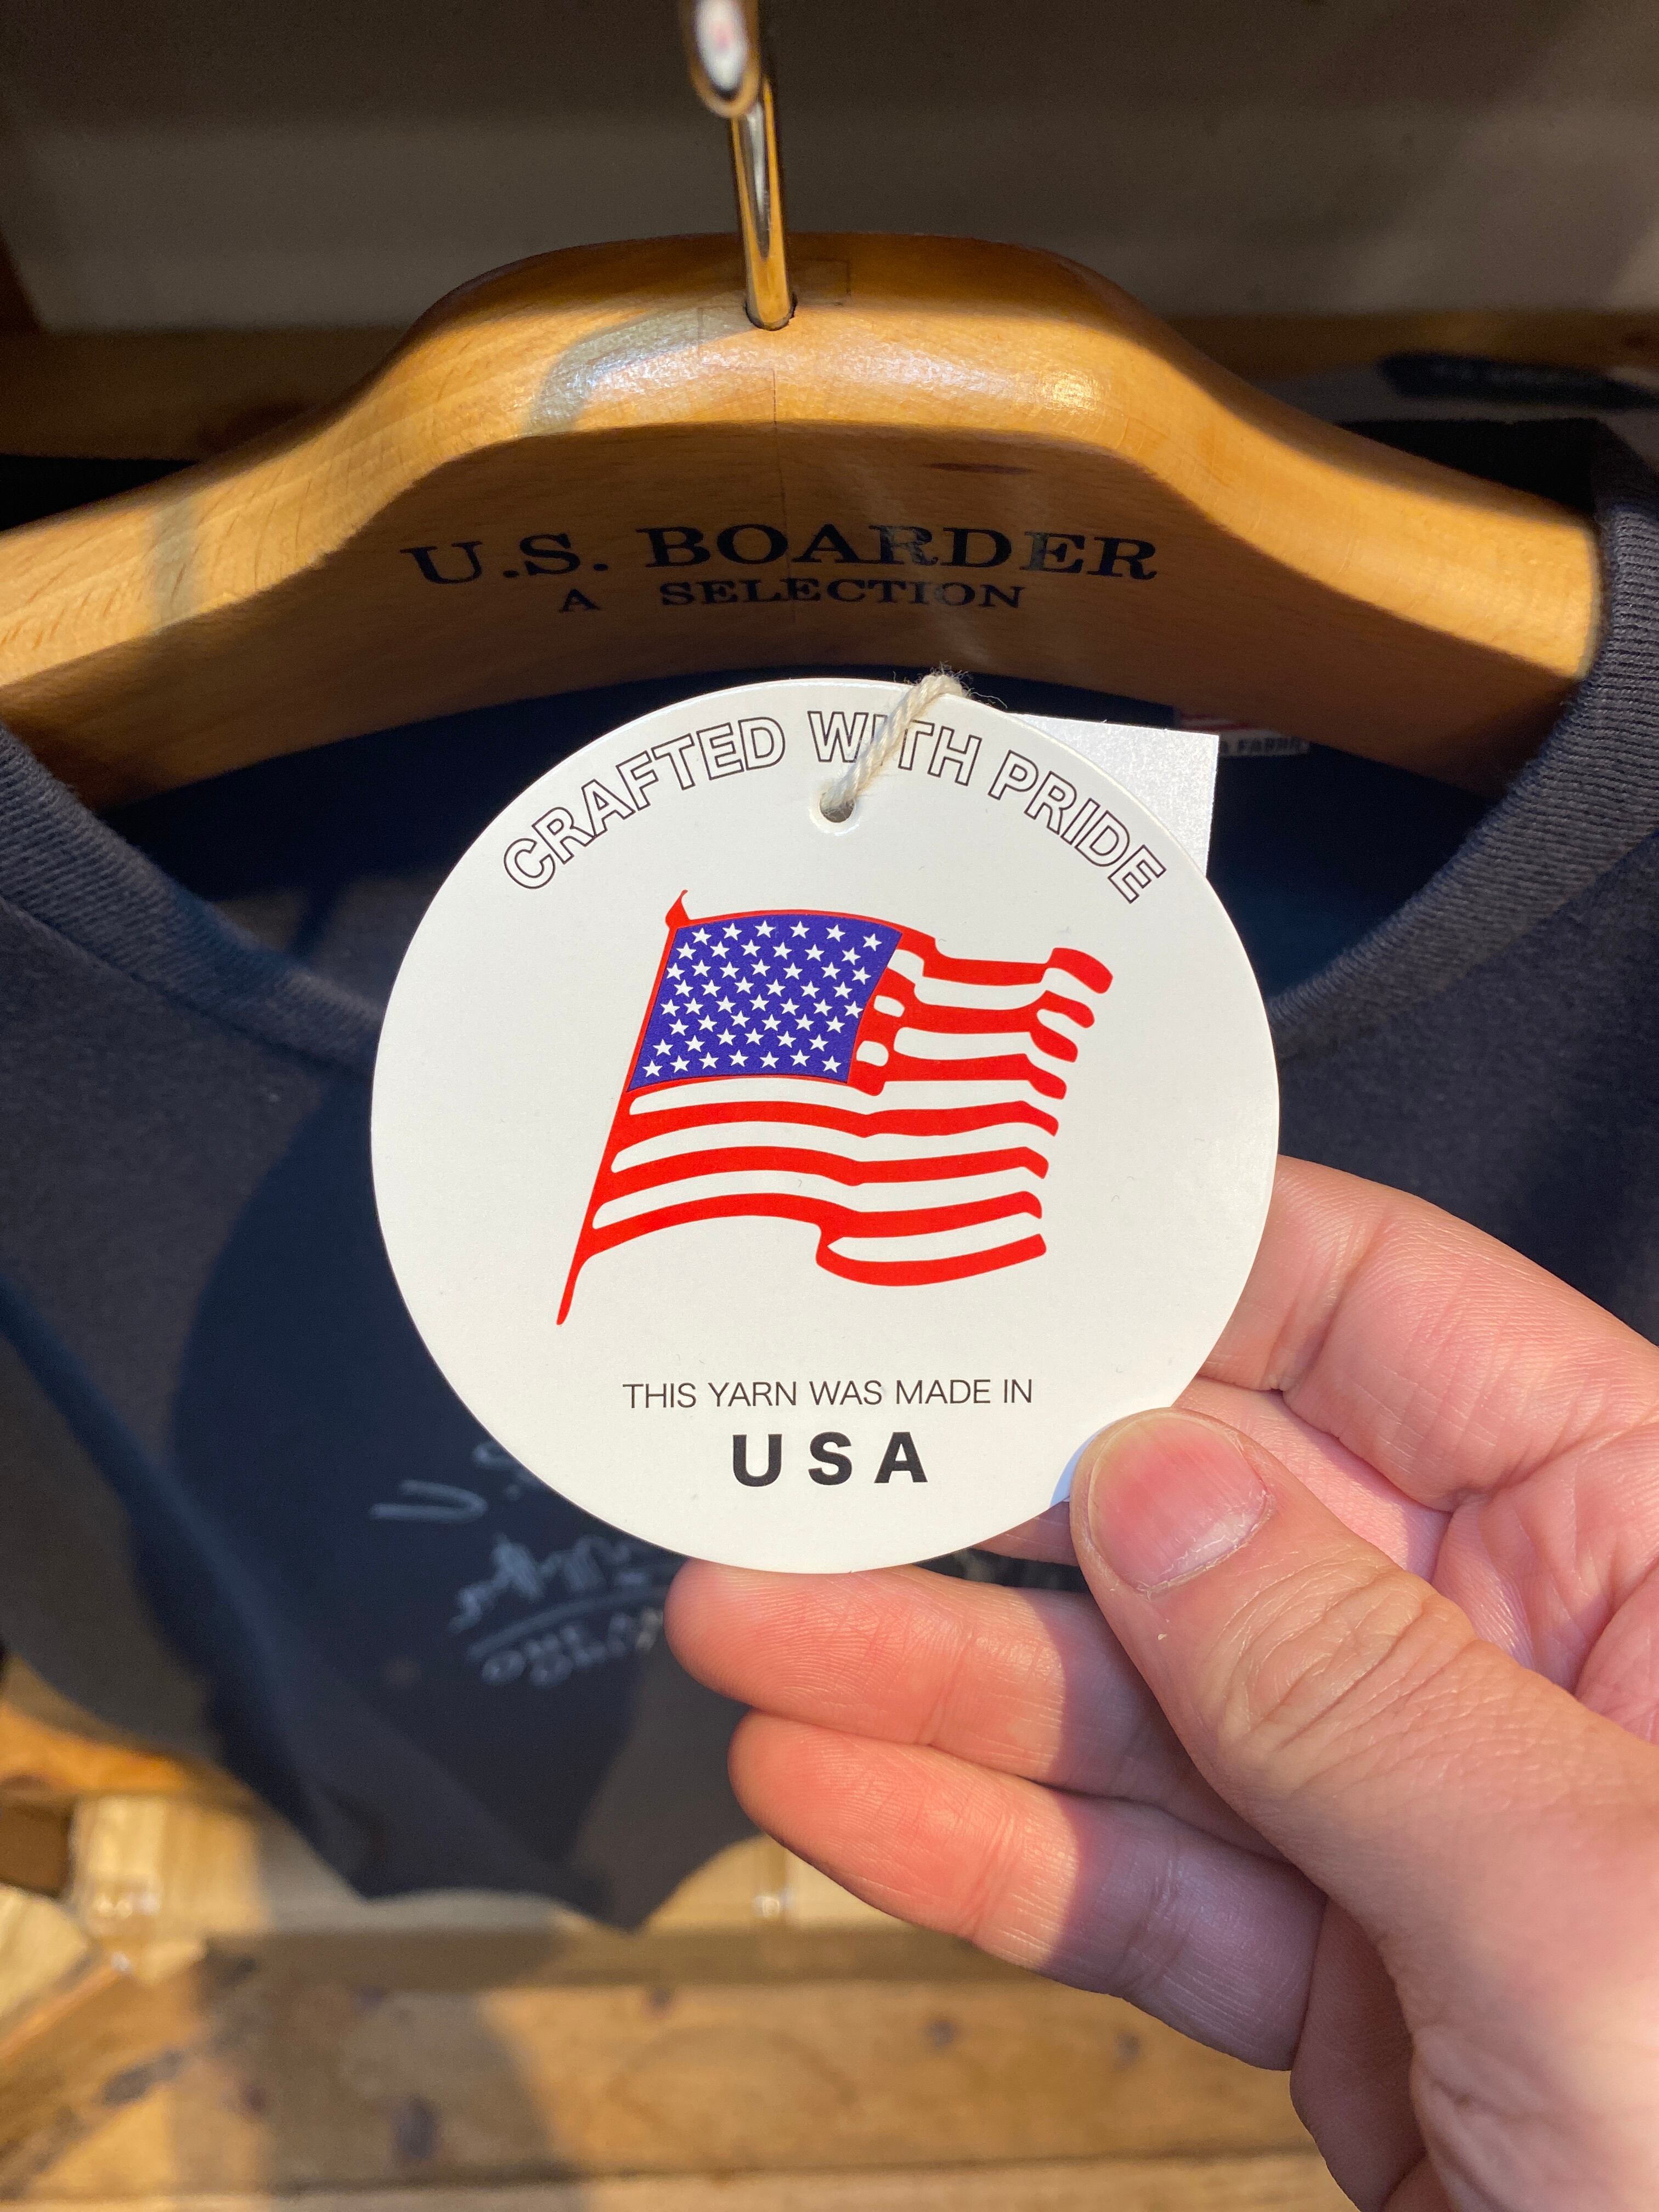 U.S. BOARDER
A SELECTION
CRAFTED WITH PRIDE
THIS YARN WAS MADE IN
USA